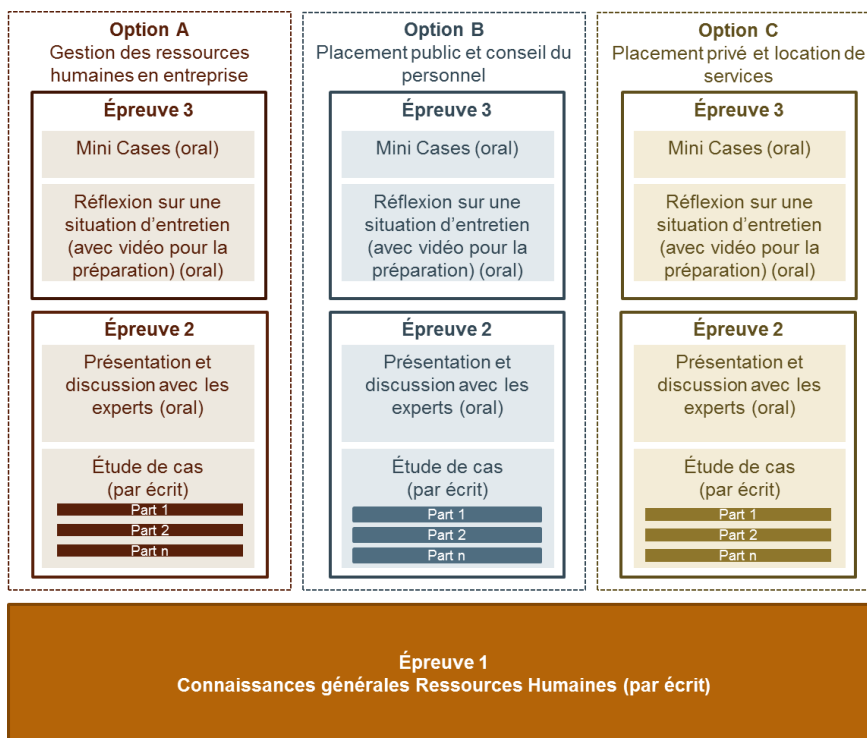 Option A
Gestion des ressources
humaines en entreprise
Épreuve 3
Mini Cases (oral)
Réflexion sur une
situation d’entretien
(avec vidéo pour la
préparation) (oral)
Épreuve 2
Présentation et
discussion avec les
experts (oral)
Étude de cas
(par écrit)
Part 1
Part 2
Part n
Option B
Placement public et conseil du
personnel
Épreuve 3
Mini Cases (oral)
Réflexion sur une
situation d’entretien
(avec vidéo pour la
préparation) (oral)
Épreuve 2
Présentation et
discussion avec les
experts (oral)
Étude de cas
(par écrit)
Part 1
Part 2
Part n
Option C
Placement privé et location de
services
Épreuve 3
Mini Cases (oral)
Réflexion sur une
situation d’entretien
(avec vidéo pour la
préparation) (oral)
Épreuve 2
Présentation et
discussion avec les
experts (oral)
Étude de cas
(par écrit)
Part 1
Part 2
Part n
Épreuve 1
Connaissances générales Ressources Humaines (par écrit)